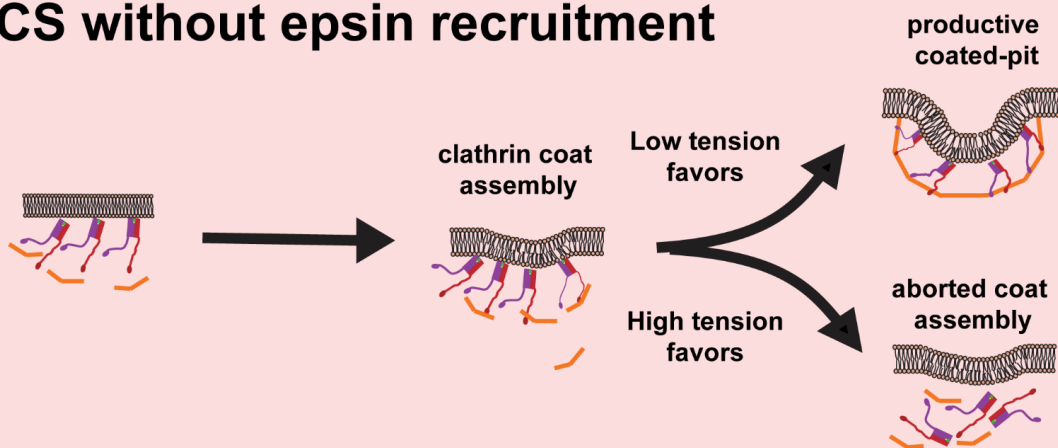 CS without epsin recruitment
productive
coated-pit
clathrin coat
assembly
Low tension
favors
High tension
favors
aborted coat
assembly